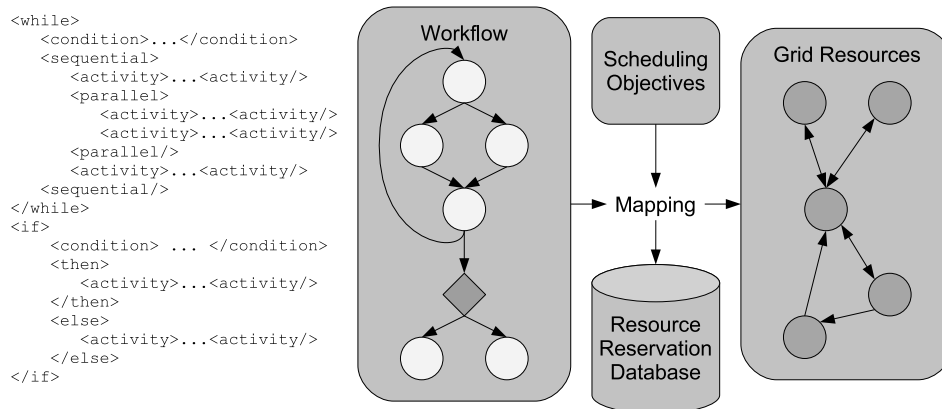 <while>
   <condition>...</condition>
   <sequential>
      <activity>...<activity/>
      <parallel>
         <activity>...<activity/>
         <activity>...<activity/>
      <parallel/>
      <activity>...<activity/>
   <sequential/>
</while>
<if>
    <condition> ... </condition>
    <then>
       <activity>...<activity/>
    </then>
    <else>
       <activity>...<activity/>
    </else>
</if>
Workflow
Scheduling
Objectives
Mapping
Resource
Reservation
Database
Grid Resources